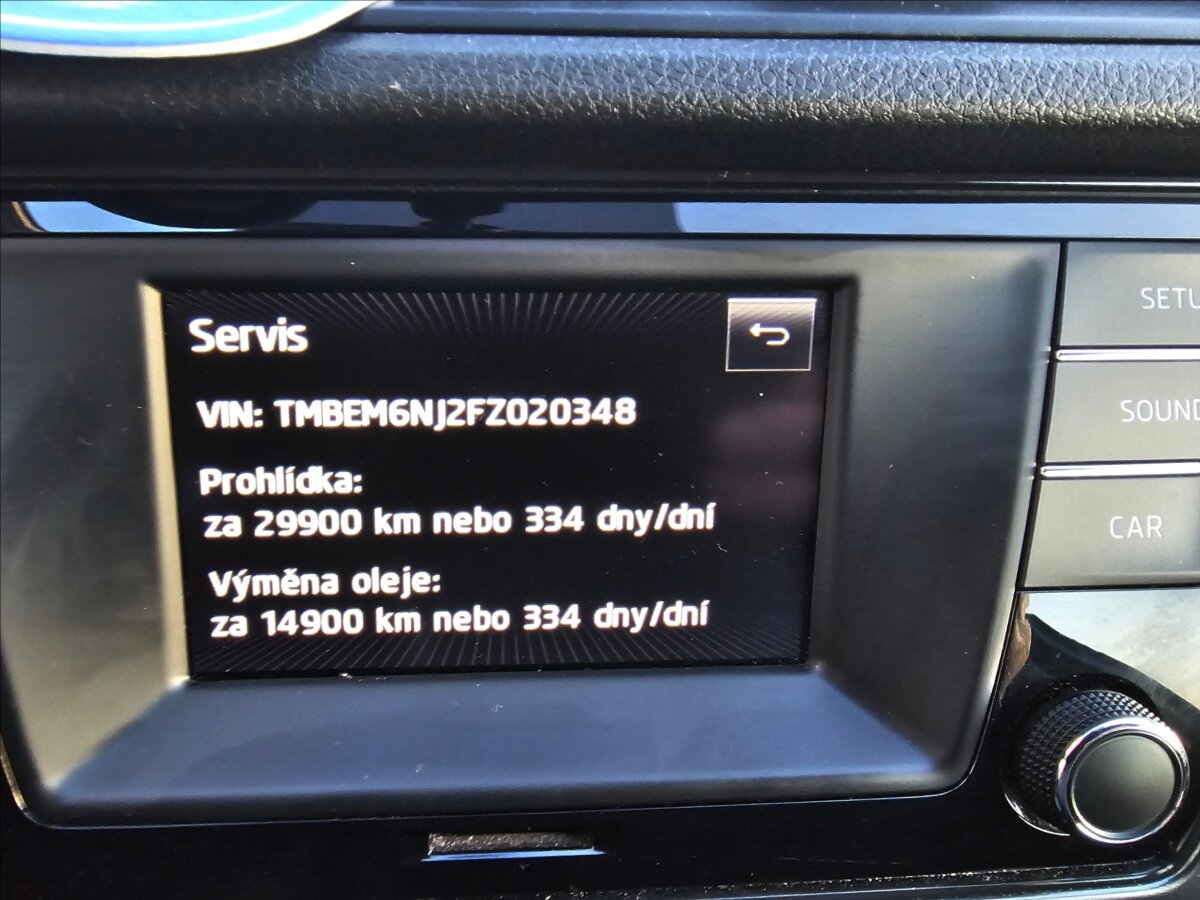 Servis
VIN: TMBEM6NJ2FZ020348
Prohlídka:
za 29900 km nebo 334 dny/dní
Výměna oleje:
za 14900 km nebo 334 dny/dní
SETU
SOUND
CAR